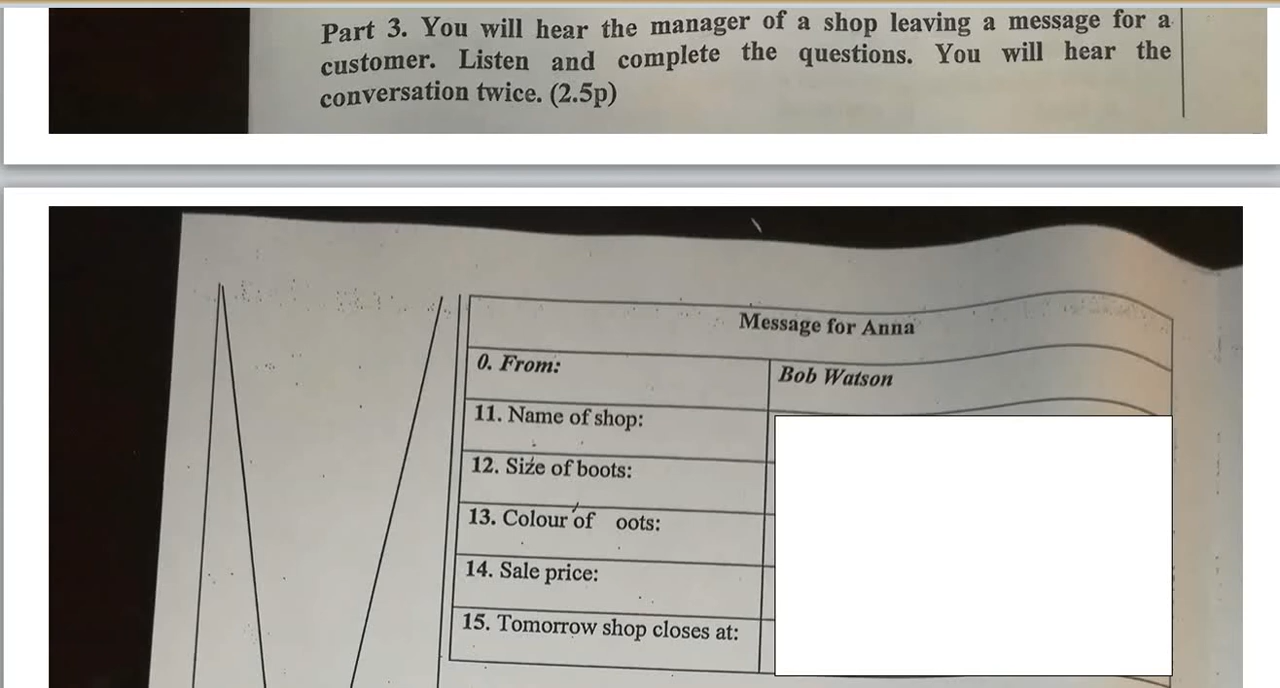 Part 3. You will hear the manager of a shop leaving a message for a
customer. Listen and complete the questions. You will hear the
conversation twice. (2.5p)
Message for Anna
0. From:
Bob Watson
11. Name of shop:
12. Size of boots:
13. Colour of oots:
14. Sale price:
15. Tomorrow shop closes at: